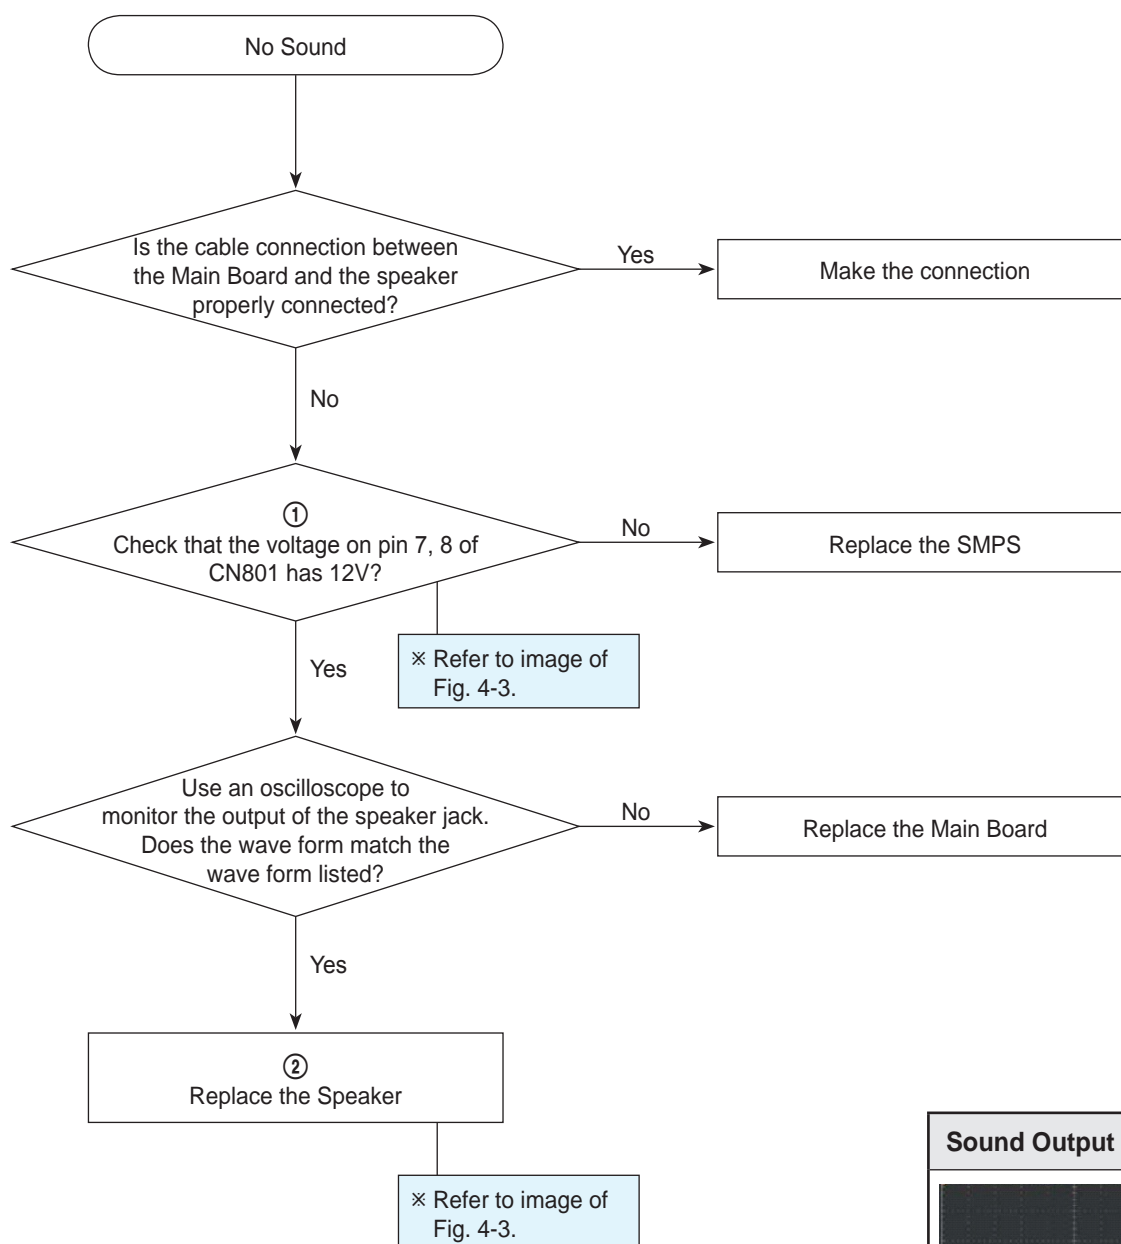 No Sound
Is the cable connection between
the Main Board and the speaker
properly connected?
Yes
Make the connection
No
①
Check that the voltage on pin 7, 8 of
CN801 has 12V?
No
Replace the SMPS
※ Refer to image of
Fig. 4-3.
Yes
Use an oscilloscope to
monitor the output of the speaker jack.
Does the wave form match the
wave form listed?
No
Replace the Main Board
Yes
②
Replace the Speaker
※ Refer to image of
Fig. 4-3.
Sound Output